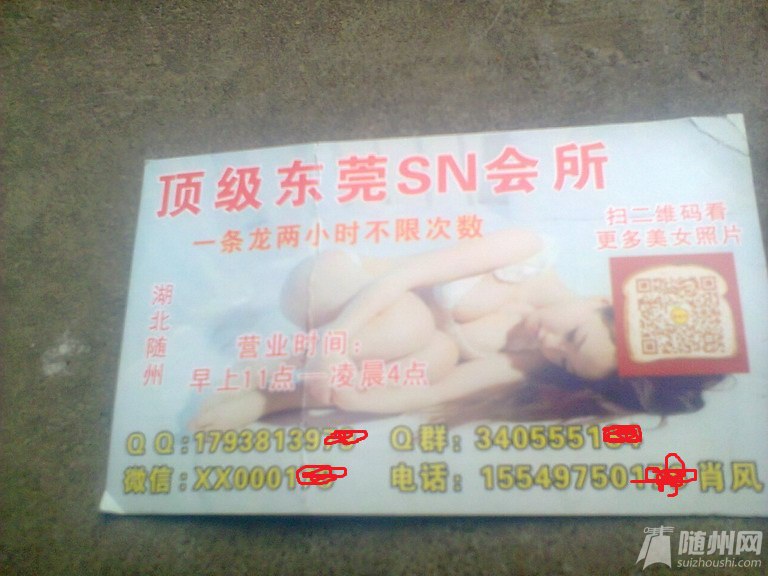 顶级东莞SN会所
一条龙两小时不限次数
扫二维码看
更多美女照片
湖北随州
营业时间：
早上11点—凌晨4点
QQ:179381397
Q群：3405551
微信:XX0001
电话：15549750 肖风
随州网
suizhoushi.com